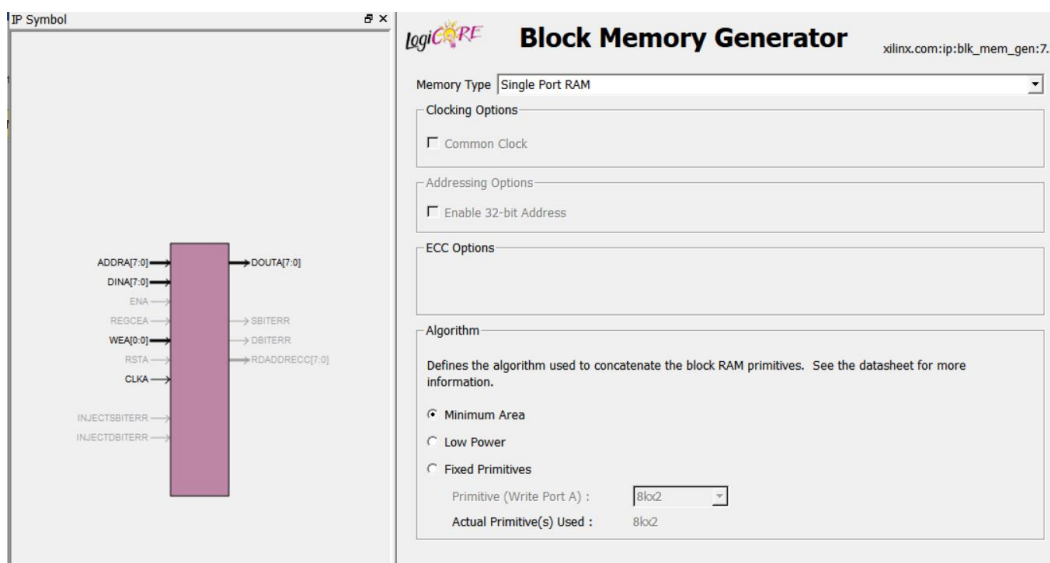 IP Symbol
ADDRA[7:0]
DOUTA[7:0]
DINA[7:0]
ENA
REGCEA
SBITERR
WEA[0:0]
DBITERR
RSTA
RDADDRECC[7:0]
CLKA
INJECTSBITERR
INJECTDBITERR
LogiCORE
Block Memory Generator
xilinx.com:ip:blk_mem_gen:7.
Memory Type Single Port RAM
Clocking Options
Common Clock
Addressing Options
Enable 32-bit Address
ECC Options
Algorithm
Defines the algorithm used to concatenate the block RAM primitives. See the datasheet for more
information.
Minimum Area
Low Power
Fixed Primitives
Primitive (Write Port A) : 8kx2
Actual Primitive(s) Used : 8kx2